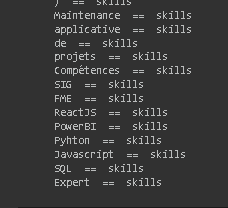 )  ==  skills
Maintenance  ==  skills
applicative  ==  skills
de  ==  skills
projets  ==  skills
Compétences  ==  skills
SIG  ==  skills
FME  ==  skills
ReactJS  ==  skills
PowerBI  ==  skills
Pyhton  ==  skills
Javascript  ==  skills
SQL  ==  skills
Expert  ==  skills